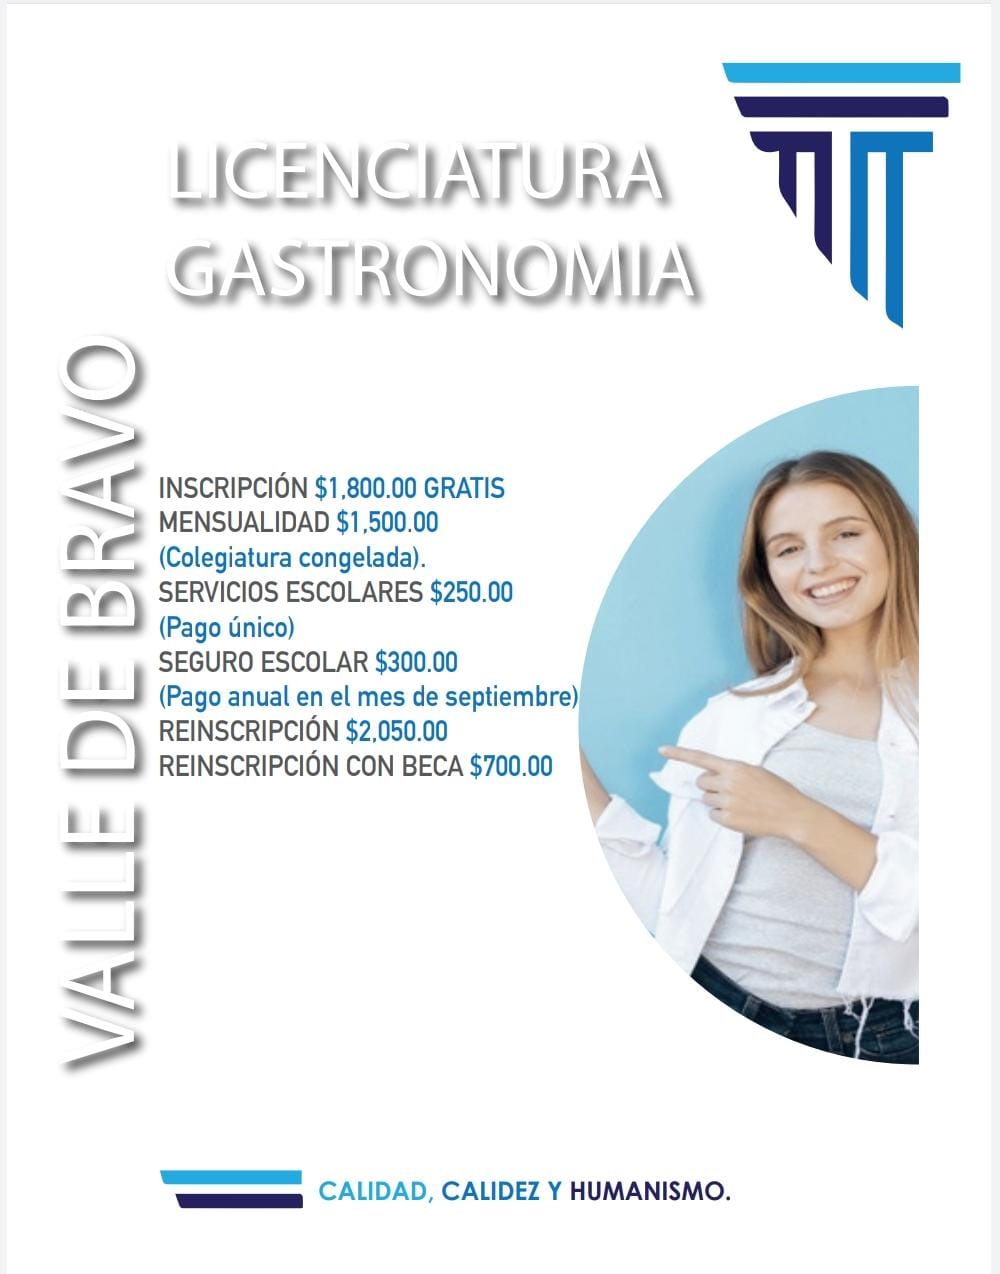 LICENCIATURA
GASTRONOMIA
VALLE DE BRAVO
INSCRIPCIÓN $1,800.00 GRATIS
MENSUALIDAD $1,500.00
(Colegiatura congelada).
SERVICIOS ESCOLARES $250.00
(Pago único)
SEGURO ESCOLAR $300.00
(Pago anual en el mes de septiembre)
REINSCRIPCIÓN $2,050.00
REINSCRIPCIÓN CON BECA $700.00
CALIDAD, CALIDEZ Y HUMANISMO.